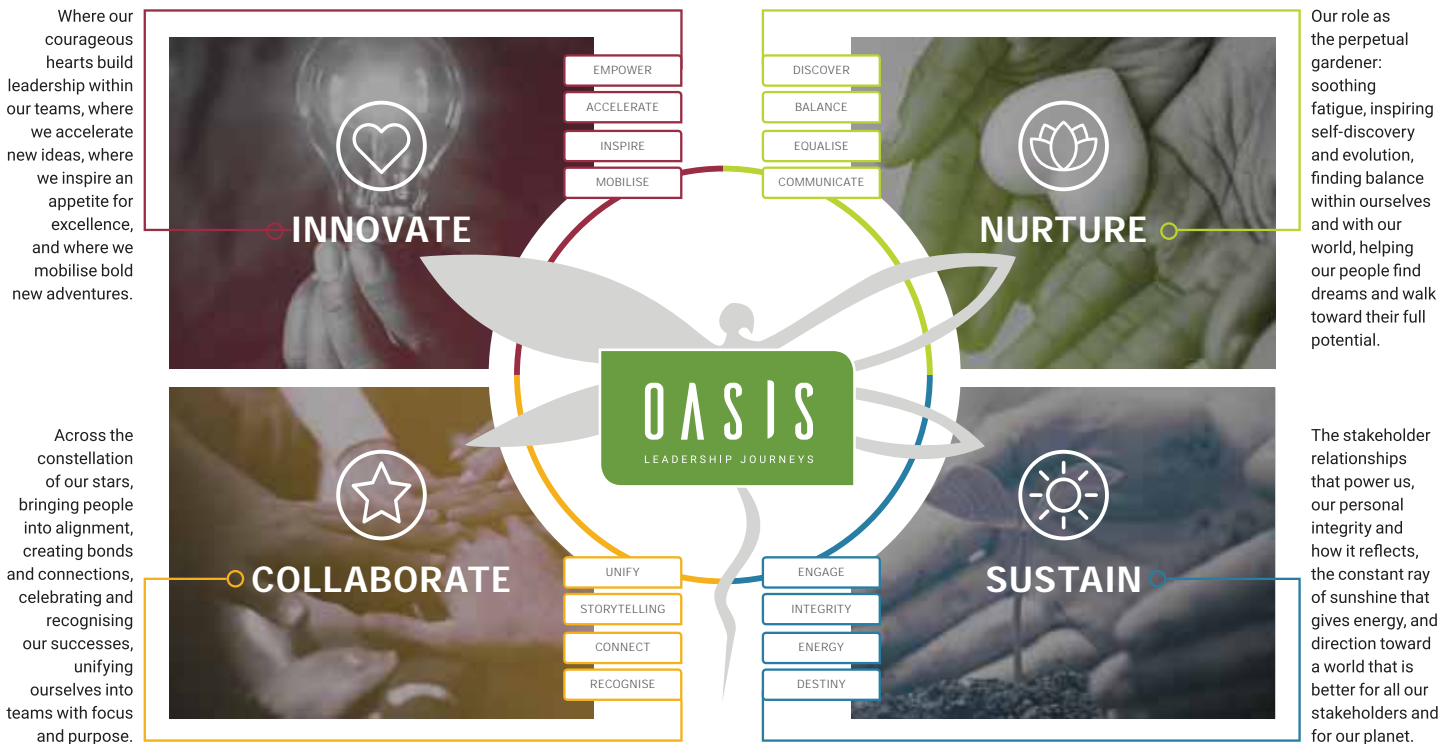 Where our
courageous
hearts build
leadership within
our teams, where
we accelerate
new ideas, where
we inspire an
appetite for
excellence,
and where we
mobilise bold
new adventures.
INNOVATE
EMPOWER
ACCELERATE
INSPIRE
MOBILISE
DISCOVER
BALANCE
EQUALISE
COMMUNICATE
NURTURE
Our role as
the perpetual
gardener:
soothing
fatigue, inspiring
self-discovery
and evolution,
finding balance
within ourselves
and with our
world, helping
our people find
dreams and walk
toward their full
potential.
OASIS
LEADERSHIP JOURNEYS
Across the
constellation
of our stars,
bringing people
into alignment,
creating bonds
and connections,
celebrating and
recognising
our successes,
unifying
ourselves into
teams with focus
and purpose.
COLLABORATE
UNIFY
STORYTELLING
CONNECT
RECOGNISE
ENGAGE
INTEGRITY
ENERGY
DESTINY
SUSTAIN
The stakeholder
relationships
that power us,
our personal
integrity and
how it reflects,
the constant ray
of sunshine that
gives energy, and
direction toward
a world that is
better for all our
stakeholders and
for our planet.